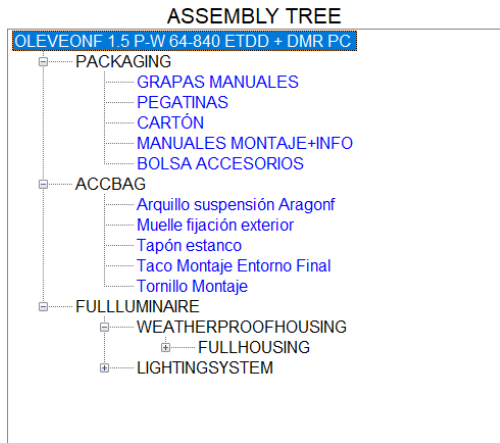 ASSEMBLY TREE
OLEVEONF 1.5 P-W 64-840 ETDD + DMR PC
PACKAGING
GRAPAS MANUALES
PEGATINAS
CARTÓN
MANUALES MONTAJE+INFO
BOLSA ACCESORIOS
ACCBAG
Arquillo suspensión Aragonf
Muelle fijación exterior
Tapón estanco
Taco Montaje Entorno Final
Tornillo Montaje
FULLLUMINAIRE
WEATHERPROOFHOUSING
FULLHOUSING
LIGHTINGSYSTEM